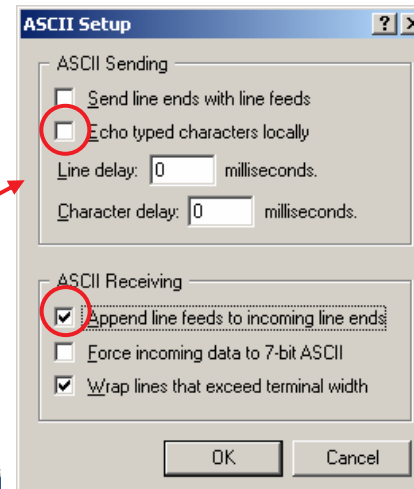 ASCII Setup
ASCII Sending
Send line ends with line feeds
Echo typed characters locally
Line delay: 0 milliseconds.
Character delay: 0 milliseconds.
ASCII Receiving
Append line feeds to incoming line ends
Force incoming data to 7-bit ASCII
Wrap lines that exceed terminal width
OK Cancel